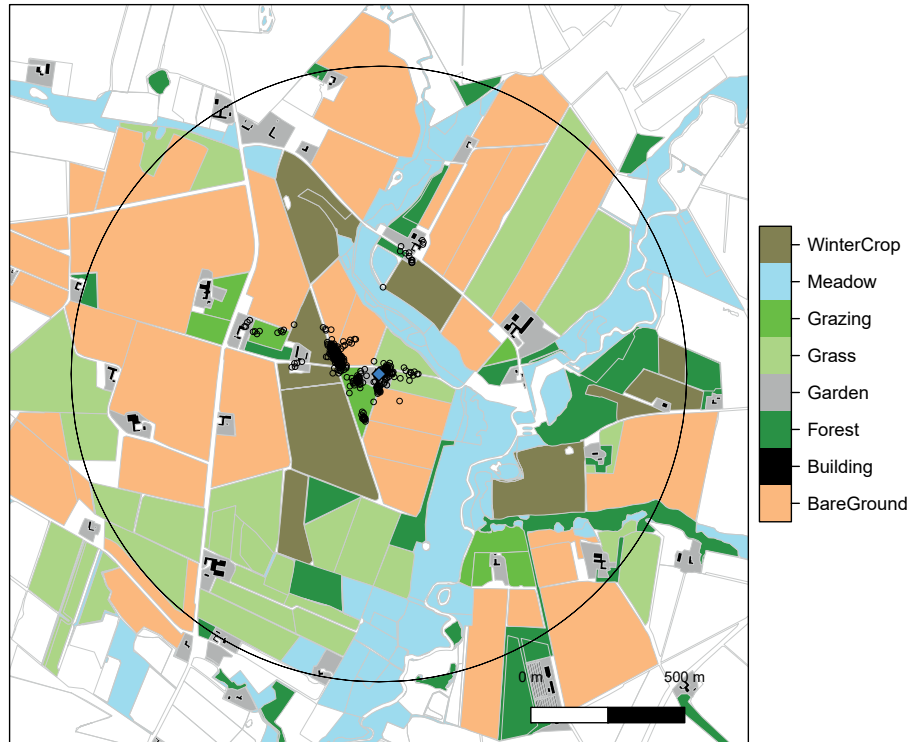 WinterCrop
Meadow
Grazing
Grass
Garden
Forest
Building
BareGround
0 m 500 m